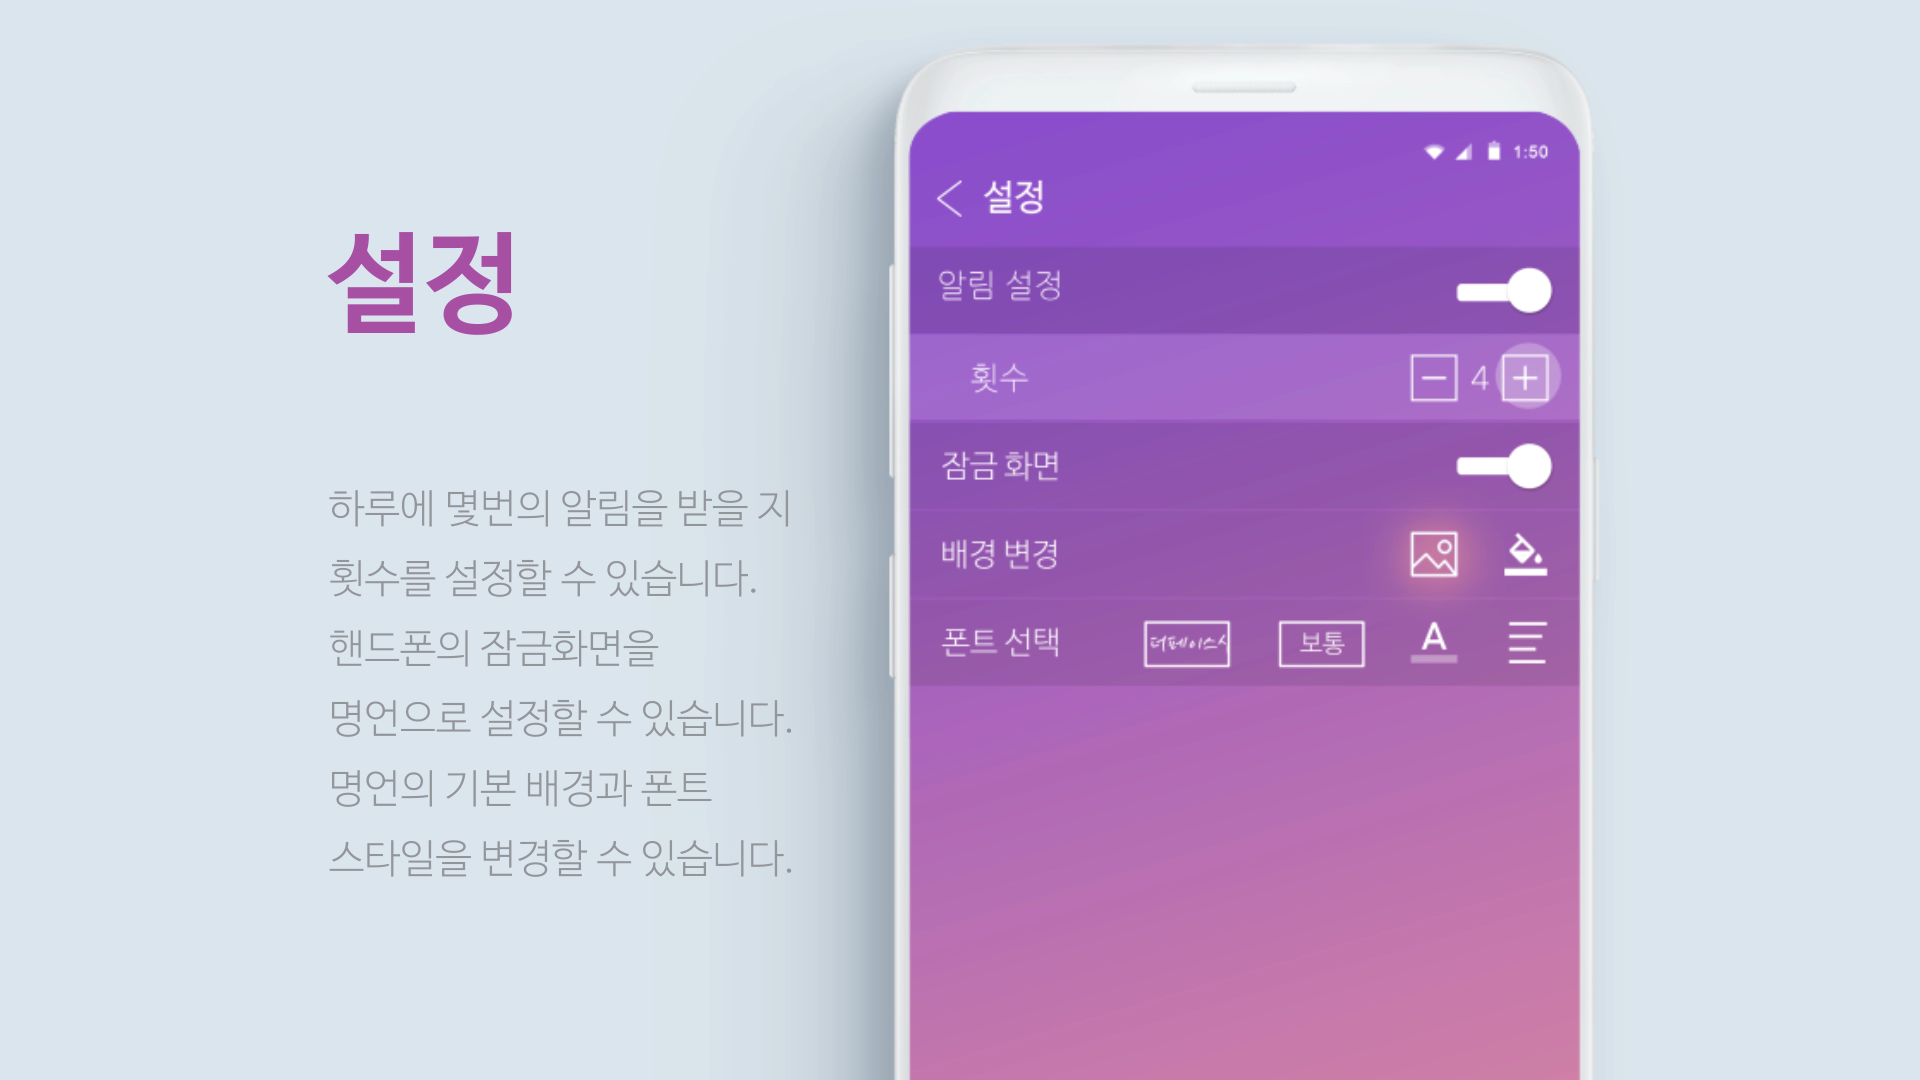 설정
하루에 몇번의 알림을 받을 지
횟수를 설정할 수 있습니다.
핸드폰의 잠금화면을
명언으로 설정할 수 있습니다.
명언의 기본 배경과 폰트
스타일을 변경할 수 있습니다.
1:50
설정
알림 설정
횟수 4
잠금 화면
배경 변경
폰트 선택 더페이스샵 보통 A